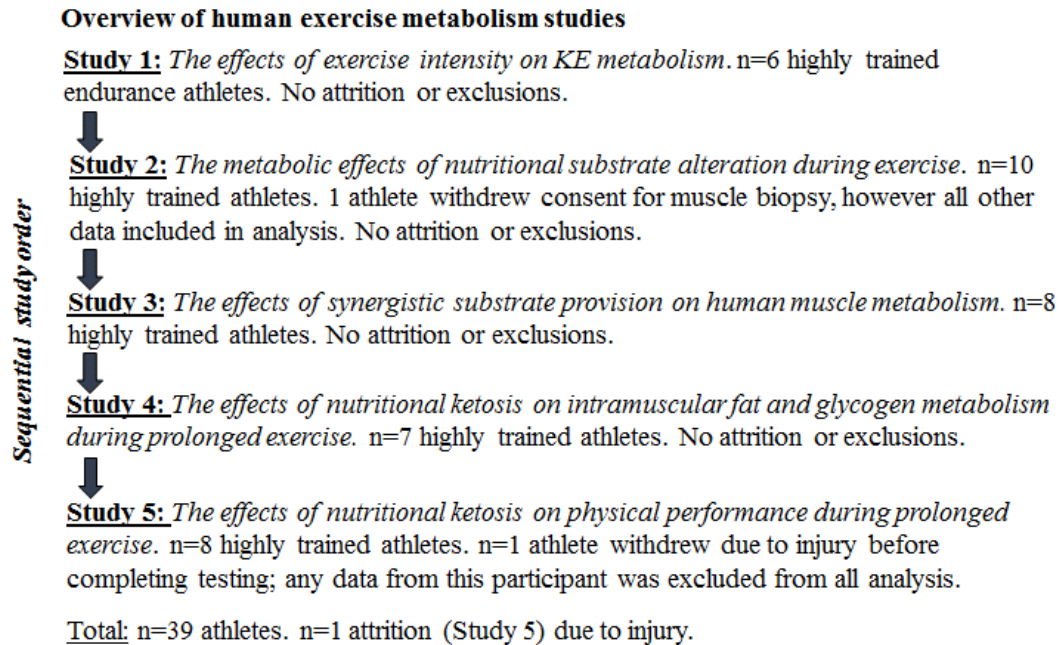 Overview of human exercise metabolism studies
Study 1: The effects of exercise intensity on KE metabolism. n=6 highly trained
endurance athletes. No attrition or exclusions.
Study 2: The metabolic effects of nutritional substrate alteration during exercise. n=10
highly trained athletes. 1 athlete withdrew consent for muscle biopsy, however all other
data included in analysis. No attrition or exclusions.
Sequential study order
Study 3: The effects of synergistic substrate provision on human muscle metabolism. n=8
highly trained athletes. No attrition or exclusions.
Study 4: The effects of nutritional ketosis on intramuscular fat and glycogen metabolism
during prolonged exercise. n=7 highly trained athletes. No attrition or exclusions.
Study 5: The effects of nutritional ketosis on physical performance during prolonged
exercise. n=8 highly trained athletes. n=1 athlete withdrew due to injury before
completing testing; any data from this participant was excluded from all analysis.
Total: n=39 athletes. n=1 attrition (Study 5) due to injury.